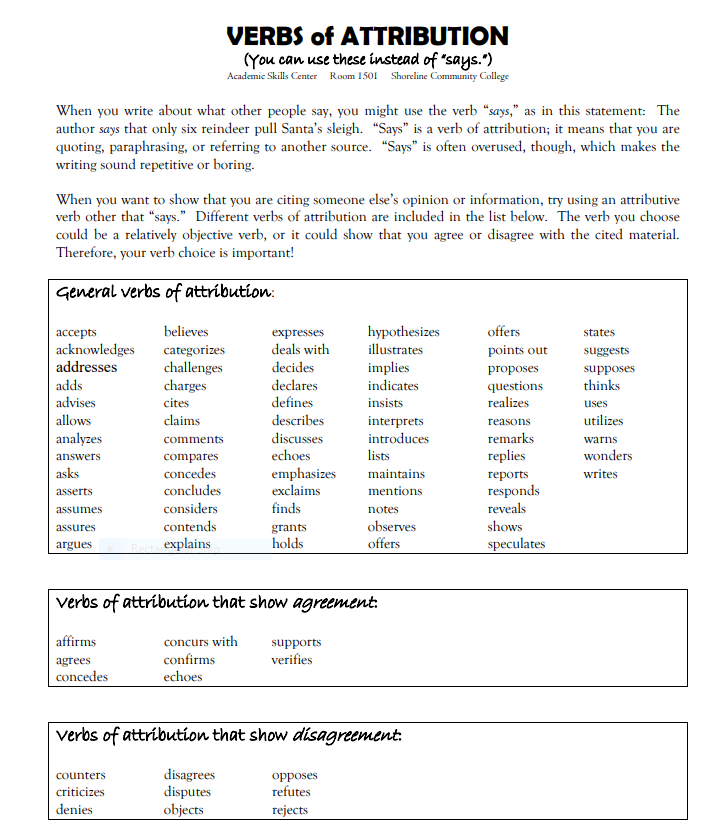 VERBS of ATTRIBUTION
(You can use these instead of "says.")
Academic Skills Center Room 1501 Shoreline Community College
When you write about what other people say, you might use the verb "says," as in this statement: The
author says that only six reindeer pull Santa's sleigh. "Says" is a verb of attribution; it means that you are
quoting, paraphrasing, or referring to another source. "Says" is often overused, though, which makes the
writing sound repetitive or boring.
When you want to show that you are citing someone else's opinion or information, try using an attributive
verb other that "says." Different verbs of attribution are included in the list below. The verb you choose
could be a relatively objective verb, or it could show that you agree or disagree with the cited material.
Therefore, your verb choice is important!
General verbs of attribution:
accepts believes expresses hypothesizes offers states
acknowledges categorizes deals with illustrates points out suggests
addresses challenges decides implies proposes supposes
adds charges declares indicates questions thinks
advises cites defines insists realizes uses
allows claims describes interprets reasons utilizes
analyzes comments discusses introduces remarks warns
answers compares echoes lists replies wonders
asks concedes emphasizes maintains reports writes
asserts concludes exclaims mentions responds
assumes considers finds notes reveals
assures contends grants observes shows
argues explains holds offers speculates
Verbs of attribution that show agreement:
affirms concurs with supports
agrees confirms verifies
concedes echoes
Verbs of attribution that show disagreement:
counters disagrees opposes
criticizes disputes refutes
denies objects rejects